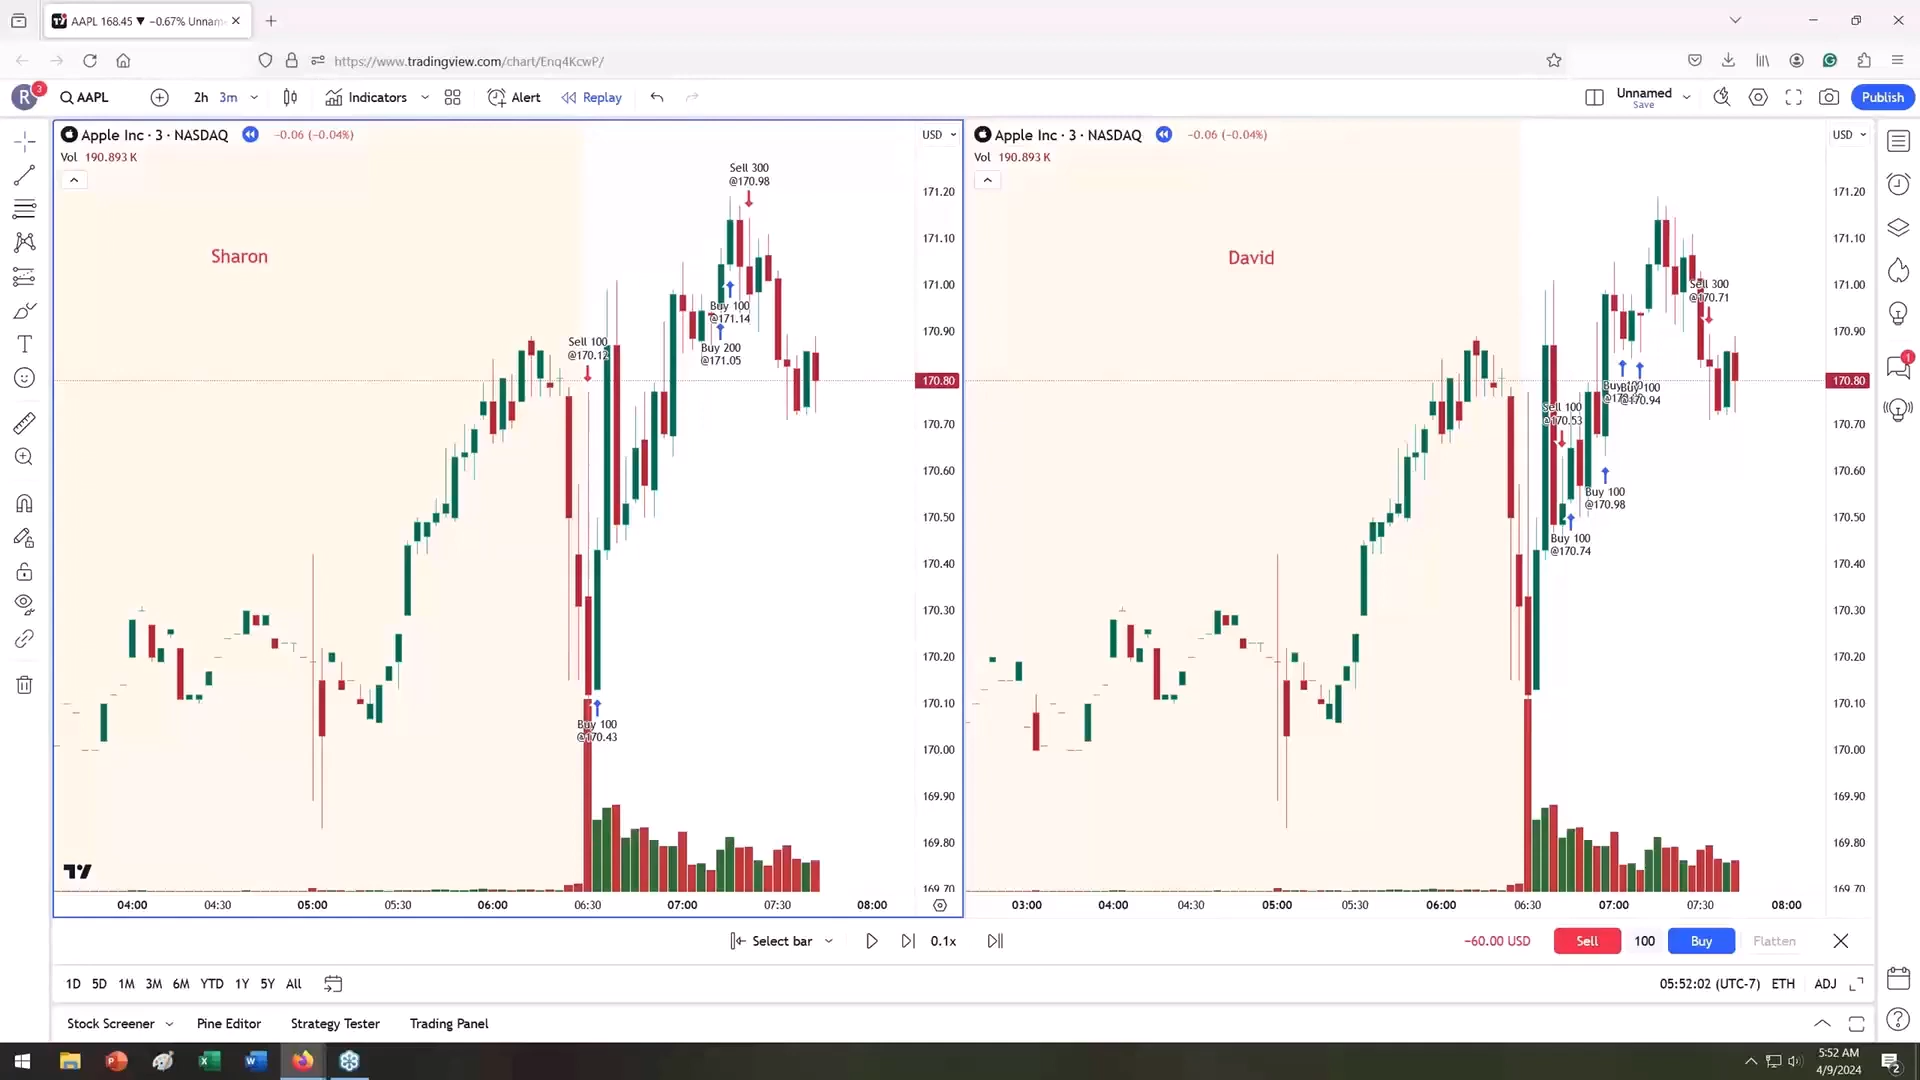 AAPL 168.45 ▼ −0.67% Unnam
https://www.tradingview.com/chart/Enq4KcwP/
R
3
AAPL
2h
3m
Indicators
Alert
Replay
Unnamed
Save
Publish
Apple Inc · 3 · NASDAQ
−0.06 (−0.04%)
USD
Vol 190.893 K
Sharon
Sell 300
@170.98
Buy 100
@171.14
Buy 200
@171.05
Sell 100
@170.12
Buy 100
@170.43
171.20
171.10
171.00
170.90
170.80
170.70
170.60
170.50
170.40
170.30
170.20
170.10
170.00
169.90
169.80
169.70
04:00
04:30
05:00
05:30
06:00
06:30
07:00
07:30
08:00
Apple Inc · 3 · NASDAQ
−0.06 (−0.04%)
USD
Vol 190.893 K
David
Sell 300
@170.71
Buy 100
@170.94
Sell 100
@170.53
Buy 100
@170.98
Buy 100
@170.74
171.20
171.10
171.00
170.90
170.80
170.70
170.60
170.50
170.40
170.30
170.20
170.10
170.00
169.90
169.80
169.70
03:00
04:00
04:30
05:00
05:30
06:00
06:30
07:00
07:30
08:00
1
Select bar
0.1x
−60.00 USD
Sell
100
Buy
Flatten
1D
5D
1M
3M
6M
YTD
1Y
5Y
All
05:52:02 (UTC-7)
ETH
ADJ
Stock Screener
Pine Editor
Strategy Tester
Trading Panel
5:52 AM
4/9/2024
2